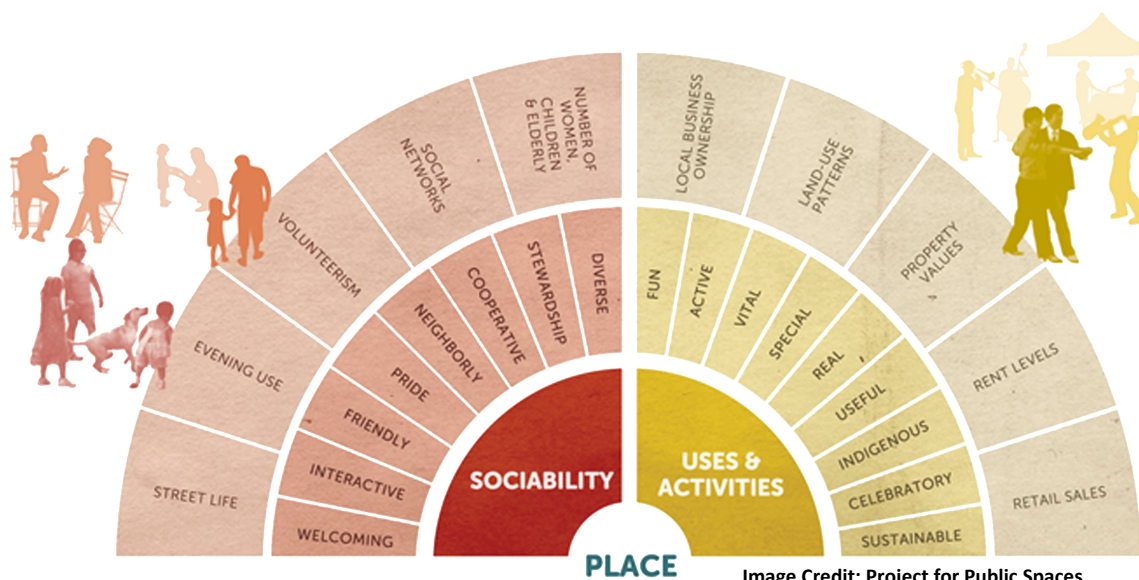 NUMBER OF
WOMEN,
CHILDREN
& ELDERLY
SOCIAL
NETWORKS
VOLUNTEERISM
EVENING USE
STREET LIFE
DIVERSE
STEWARDSHIP
COOPERATIVE
NEIGHBORLY
PRIDE
FRIENDLY
INTERACTIVE
WELCOMING
SOCIABILITY
LOCAL BUSINESS
OWNERSHIP
LAND-USE
PATTERNS
PROPERTY
VALUES
RENT LEVELS
RETAIL SALES
FUN
ACTIVE
VITAL
SPECIAL
REAL
USEFUL
INDIGENOUS
CELEBRATORY
SUSTAINABLE
USES &
ACTIVITIES
PLACE
Image Credit: Project for Public Spaces